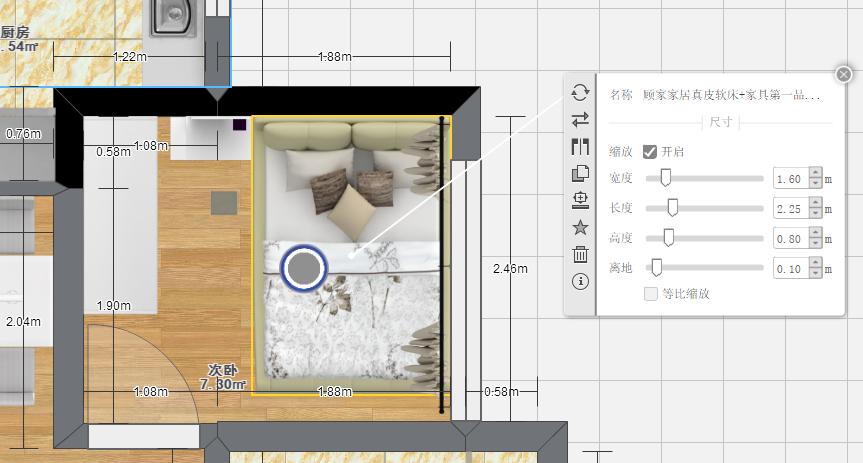 厨房
.54㎡
1.22m
1.88m
0.76m
0.58m
1.08m
2.46m
1.90m
2.04m
次卧
7.30㎡
1.08m
1.88m
0.58m
名称 顾家家居真皮软床+家具第一品...
尺寸
缩放 开启
宽度 1.60 m
长度 2.25 m
高度 0.80 m
离地 0.10 m
等比缩放